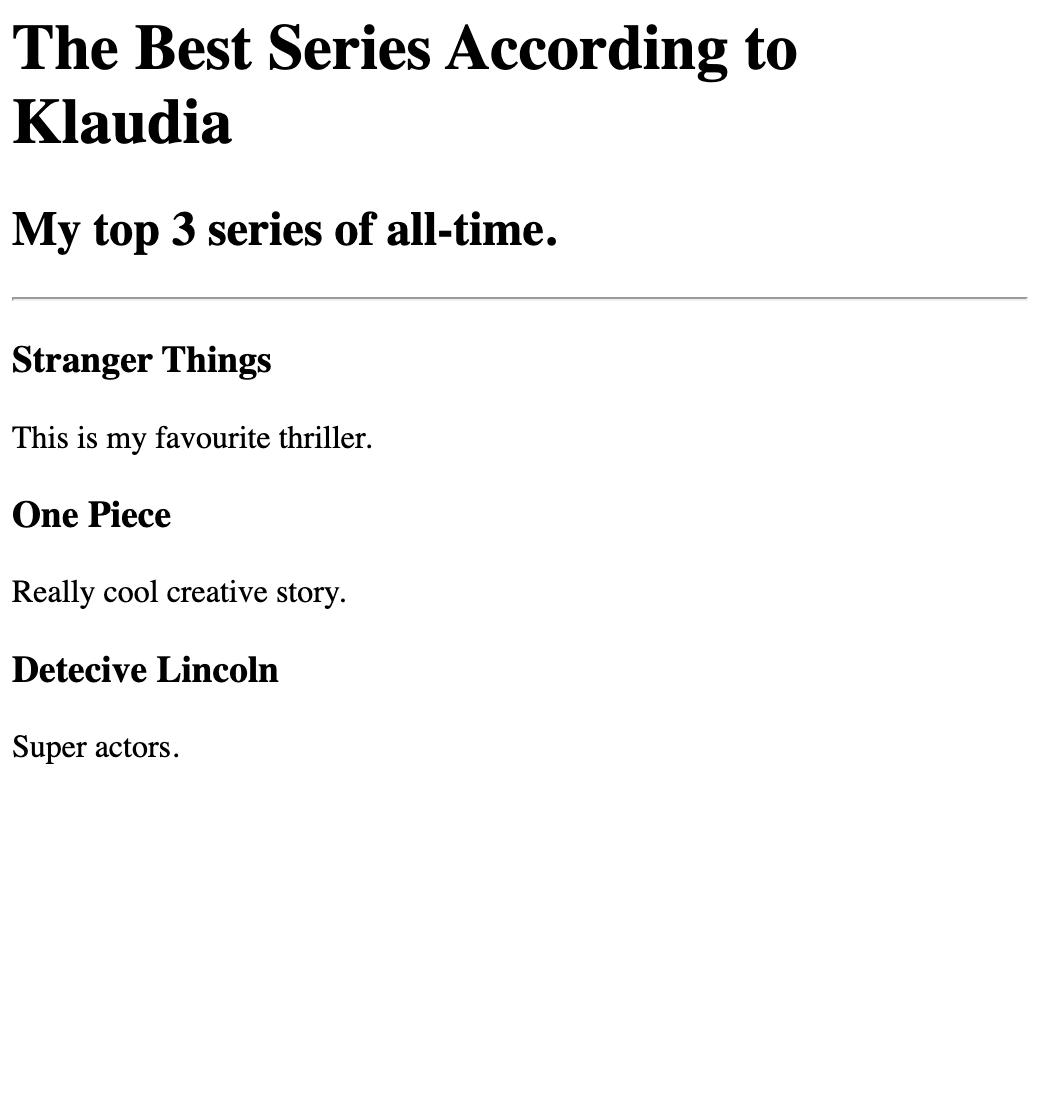 The Best Series According to
Klaudia
My top 3 series of all-time.
Stranger Things
This is my favourite thriller.
One Piece
Really cool creative story.
Detecive Lincoln
Super actors.